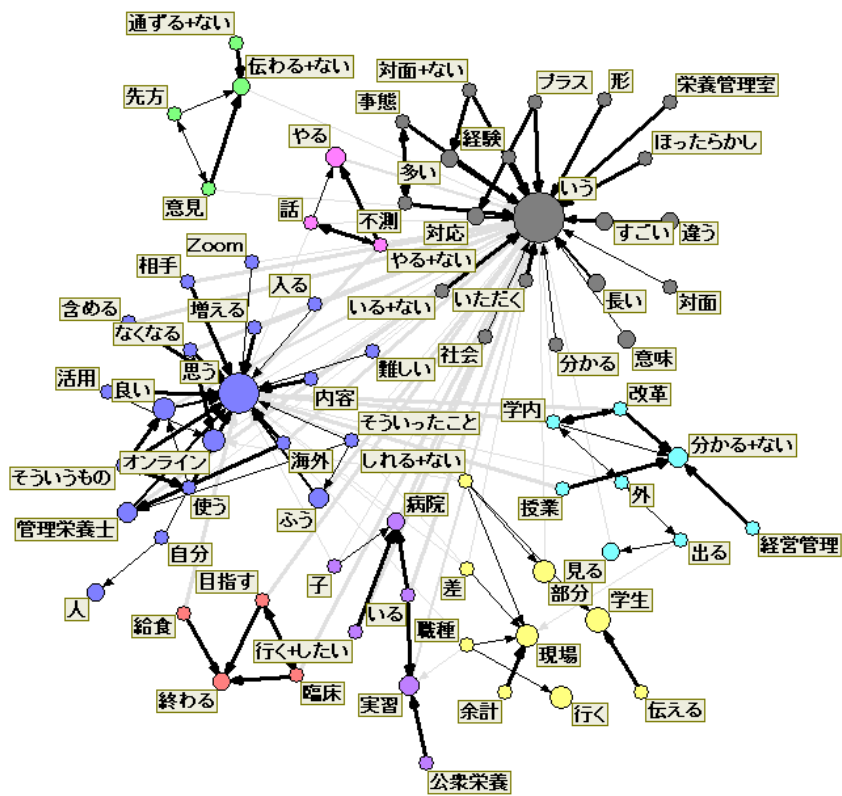 通ずる+ない
伝わる+ない
対面+ない
プラス
形
栄養管理室
先方
事態
経験
ほったらかし
やる
多い
いう
意見
話
不測
対応
すごい
違う
Zoom
やる+ない
相手
入る
いる+ない
いただく
長い
対面
含める
増える
なくなる
社会
分かる
意味
思う
難しい
活用
良い
内容
学内
改革
そういったこと
分かる+ない
オンライン
海外
しれる+ない
そういうもの
使う
授業
外
管理栄養士
ふう
病院
経営管理
自分
出る
目指す
子
見る
人
差
部分
学生
給食
いる
職種
行く+したい
現場
終わる
臨床
実習
余計
行く
伝える
公衆栄養